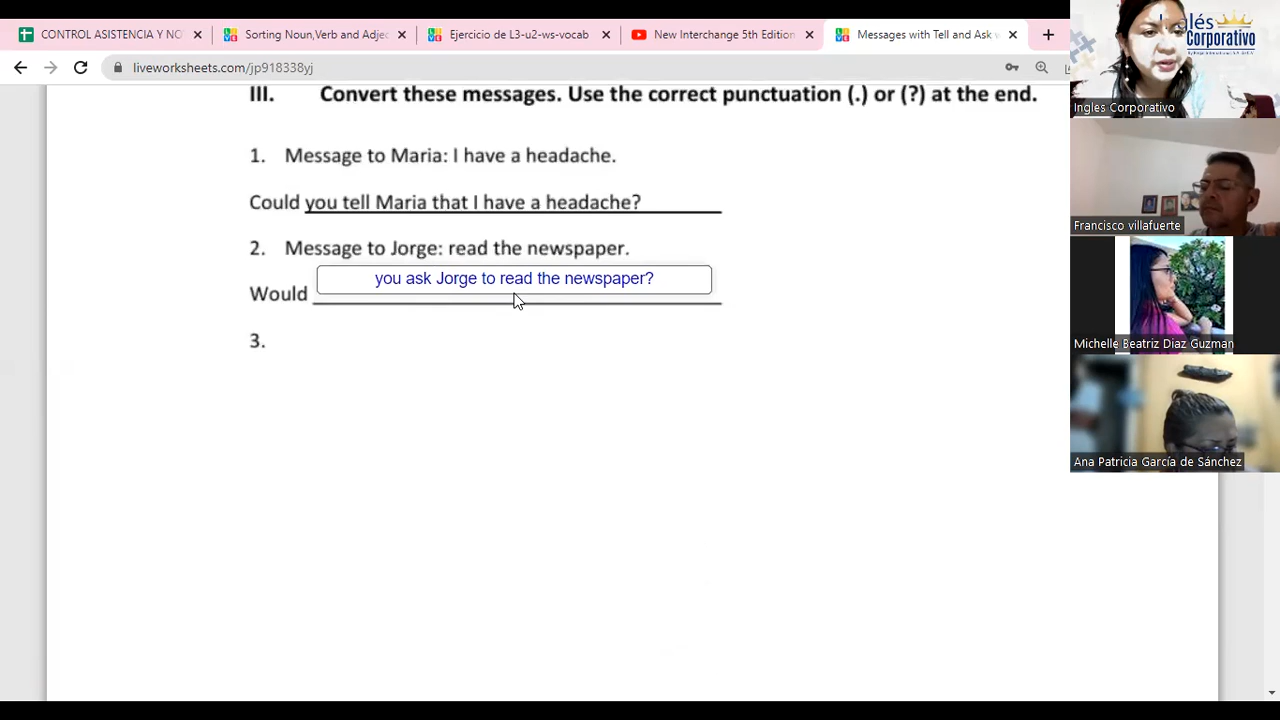 CONTROL ASISTENCIA Y NO
Sorting Noun,Verb and Adjec
Ejercicio de L3-u2-ws-vocab
New Interchange 5th Edition
Messages with Tell and Ask w
liveworksheets.com/jp918338yj
III. Convert these messages. Use the correct punctuation (.) or (?) at the end.
1. Message to Maria: I have a headache.
Could you tell Maria that I have a headache?
2. Message to Jorge: read the newspaper.
you ask Jorge to read the newspaper?
Would
3.
Inglés
Corporativo
Ingles Corporativo
Francisco villafuerte
Michelle Beatriz Diaz Guzman
Ana Patricia García de Sánchez